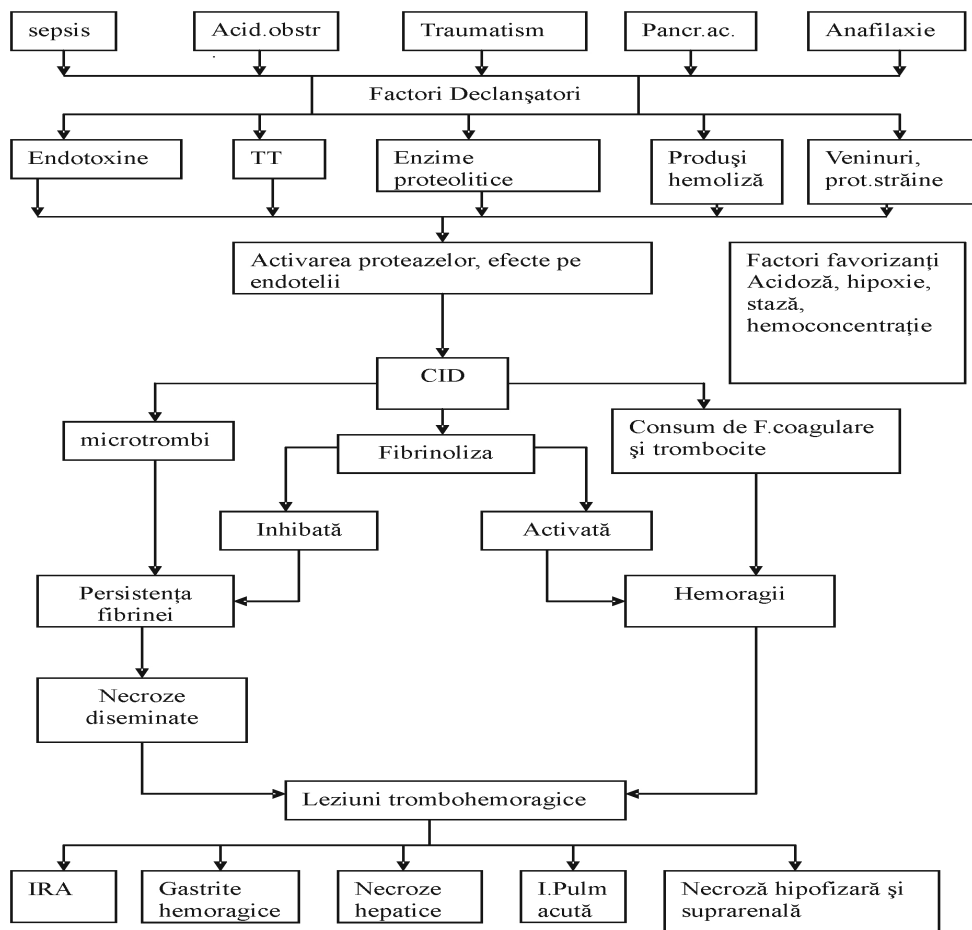 sepsis
Acid.obstr
Traumatism
Pancr.ac.
Anafilaxie
Factori Declanşatori
Endotoxine
TT
Enzime
proteolitice
Produşi
hemoliză
Veninuri,
prot.străine
Activarea proteazelor, efecte pe
endotelii
Factori favorizanţi
Acidoză, hipoxie,
stază,
hemoconcentraţie
CID
microtrombi
Fibrinoliza
Consum de F.coagulare
şi trombocite
Inhibată
Activată
Persistenţa
fibrinei
Hemoragii
Necroze
diseminate
Leziuni trombohemoragice
IRA
Gastrite
hemoragice
Necroze
hepatice
I.Pulm
acută
Necroză hipofizară şi
suprarenală